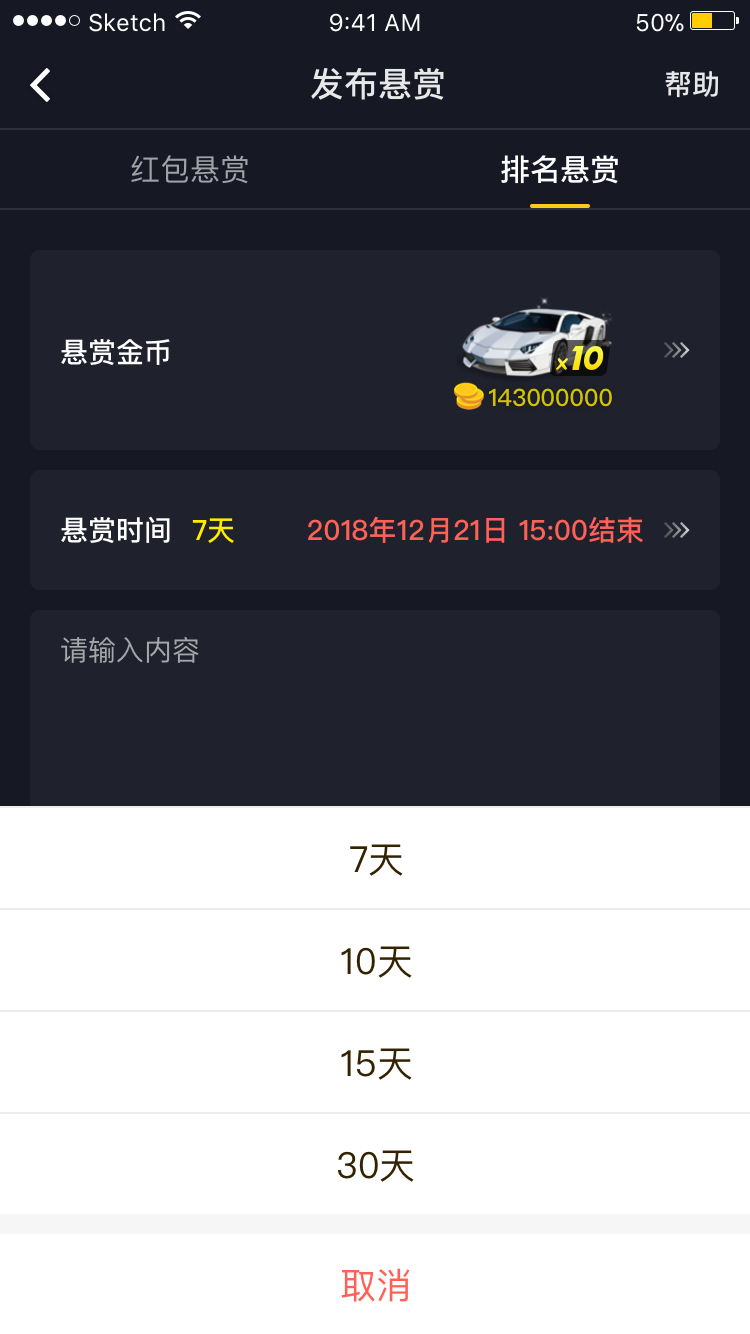 Sketch 9:41 AM 50%
发布悬赏 帮助
红包悬赏 排名悬赏
悬赏金币
x10
143000000
悬赏时间 7天 2018年12月21日 15:00结束
请输入内容
7天
10天
15天
30天
取消